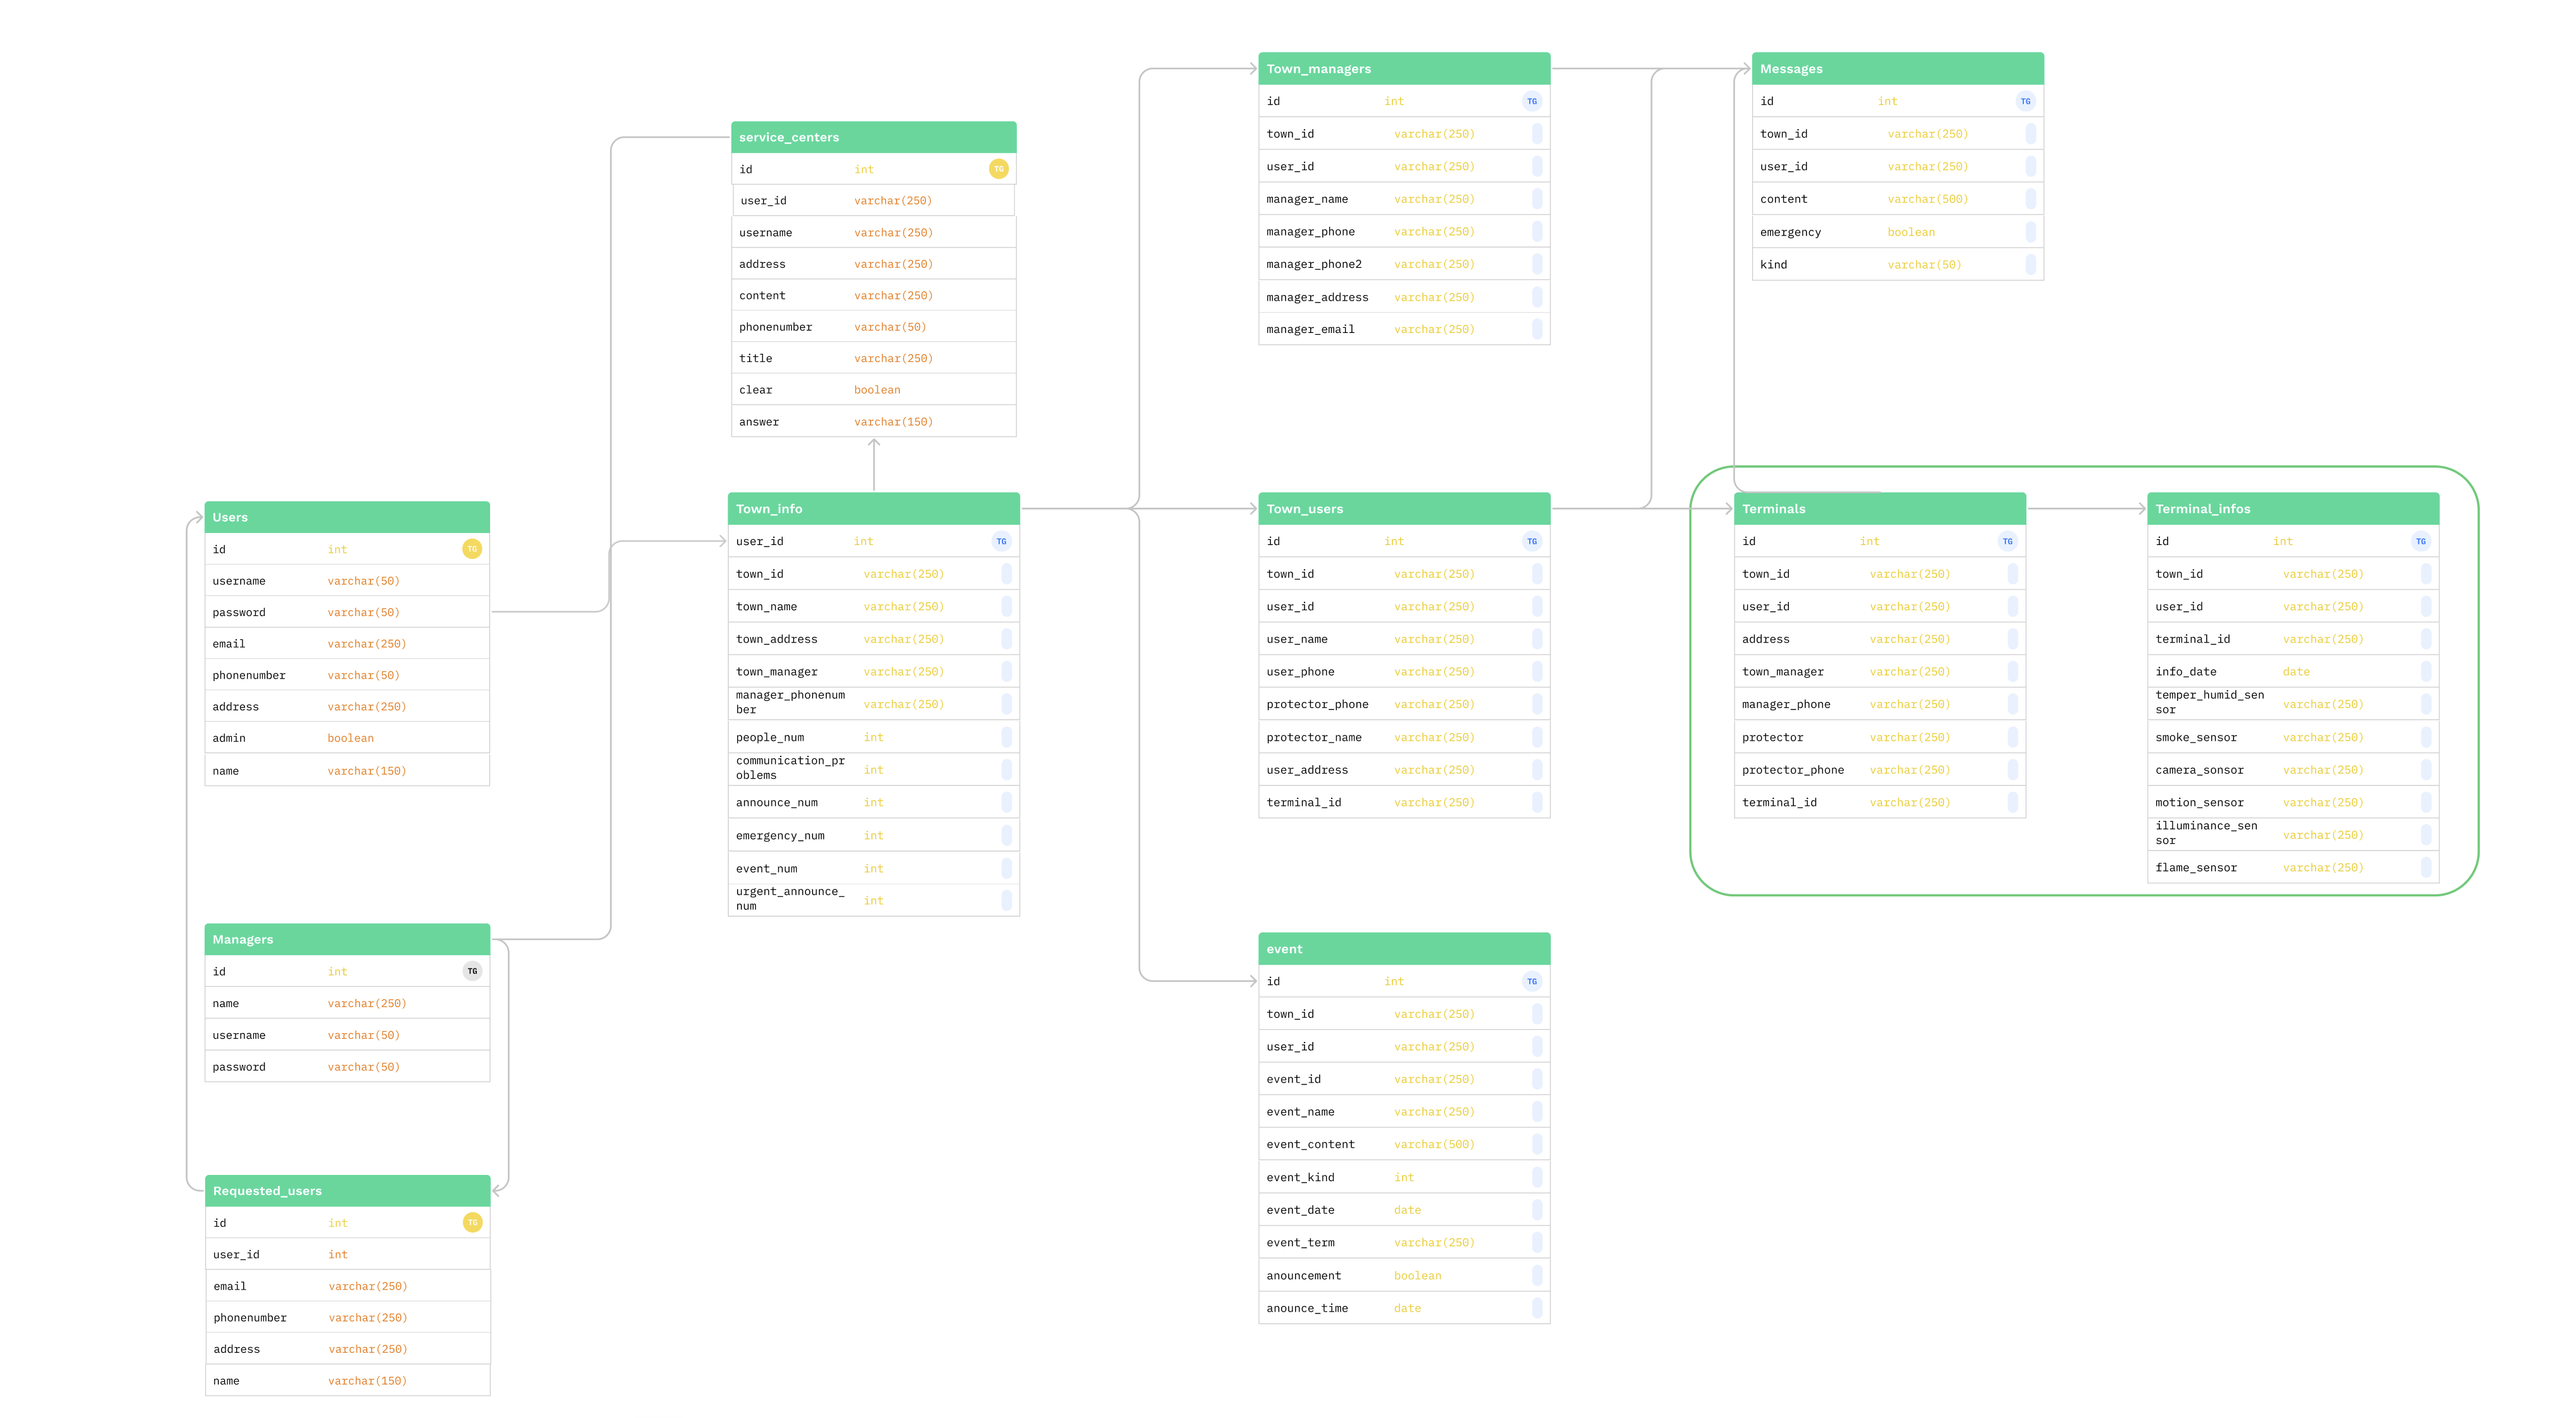 Town_managers
id int TG
town_id varchar(250)
user_id varchar(250)
manager_name varchar(250)
manager_phone varchar(250)
manager_phone2 varchar(250)
manager_address varchar(250)
manager_email varchar(250)
Messages
id int TG
town_id varchar(250)
user_id varchar(250)
content varchar(500)
emergency boolean
kind varchar(50)
service_centers
id int TG
user_id varchar(250)
username varchar(250)
address varchar(250)
content varchar(250)
phonenumber varchar(50)
title varchar(250)
clear boolean
answer varchar(150)
Users
id int TG
username varchar(50)
password varchar(50)
email varchar(250)
phonenumber varchar(50)
address varchar(250)
admin boolean
name varchar(150)
Town_info
user_id int TG
town_id varchar(250)
town_name varchar(250)
town_address varchar(250)
town_manager varchar(250)
manager_phonenum
ber varchar(250)
people_num int
communication_pr
oblems int
announce_num int
emergency_num int
event_num int
urgent_announce_
num int
Town_users
id int TG
town_id varchar(250)
user_id varchar(250)
user_name varchar(250)
user_phone varchar(250)
protector_phone varchar(250)
protector_name varchar(250)
user_address varchar(250)
terminal_id varchar(250)
Terminals
id int TG
town_id varchar(250)
user_id varchar(250)
address varchar(250)
town_manager varchar(250)
manager_phone varchar(250)
protector varchar(250)
protector_phone varchar(250)
terminal_id varchar(250)
Terminal_infos
id int TG
town_id varchar(250)
user_id varchar(250)
terminal_id varchar(250)
info_date date
temper_humid_sen
sor varchar(250)
smoke_sensor varchar(250)
camera_sonsor varchar(250)
motion_sensor varchar(250)
illuminance_sen
sor varchar(250)
flame_sensor varchar(250)
Managers
id int TG
name varchar(250)
username varchar(50)
password varchar(50)
event
id int TG
town_id varchar(250)
user_id varchar(250)
event_id varchar(250)
event_name varchar(250)
event_content varchar(500)
event_kind int
event_date date
event_term varchar(250)
anouncement boolean
anounce_time date
Requested_users
id int TG
user_id int
email varchar(250)
phonenumber varchar(250)
address varchar(250)
name varchar(150)